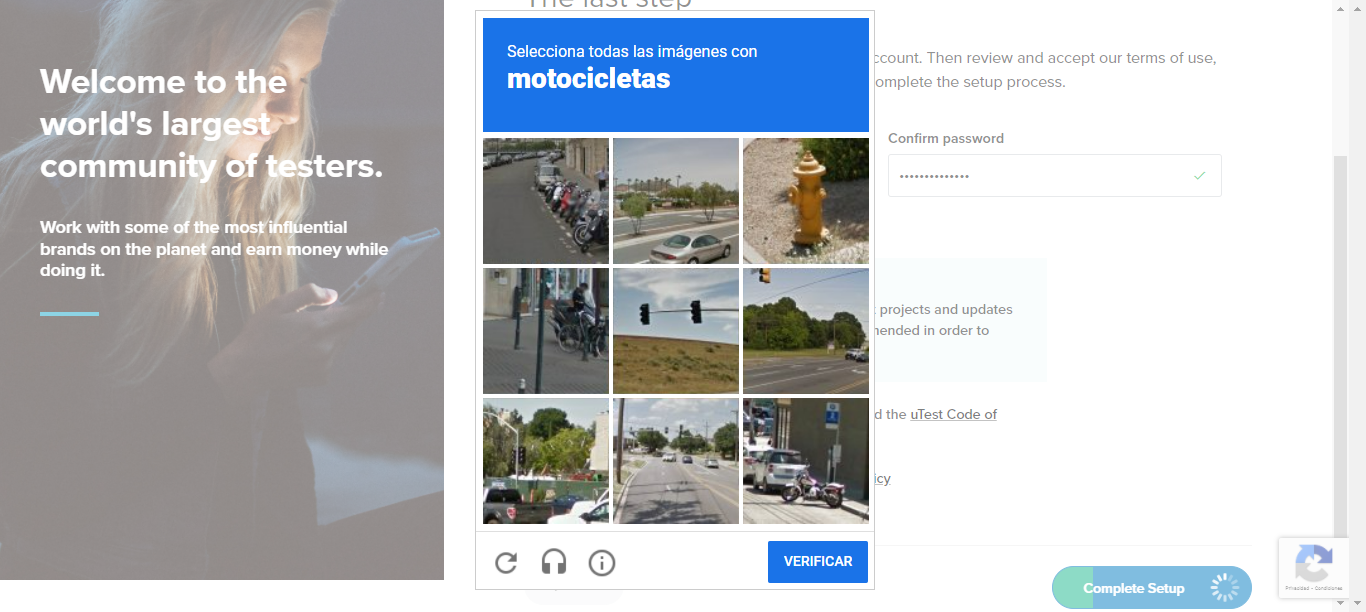 The last step
Welcome to the
world's largest
community of testers.
Work with some of the most influential
brands on the planet and earn money while
doing it.
Selecciona todas las imágenes con
motocicletas
VERIFICAR
ccount. Then review and accept our terms of use,
omplete the setup process.
Confirm password
projects and updates
nended in order to
d the uTest Code of
icy
Complete Setup
Privacidad - Condiciones